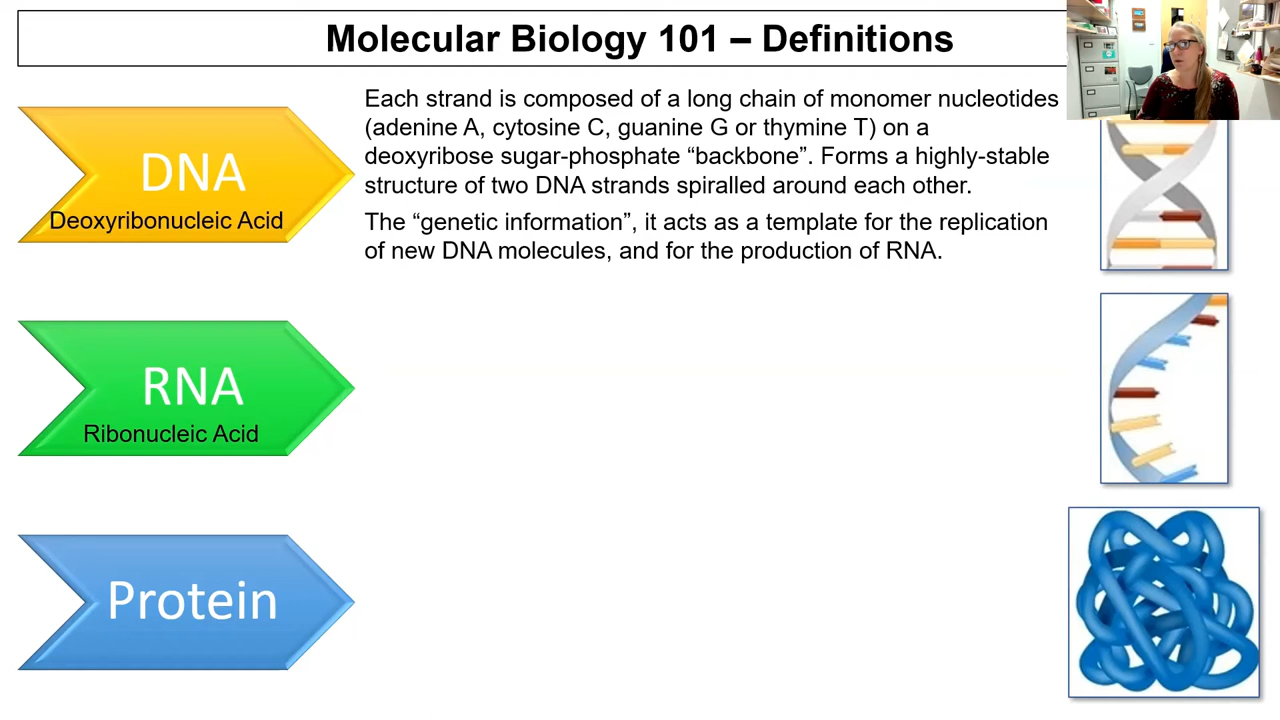 Molecular Biology 101 – Definitions
DNA
Deoxyribonucleic Acid
Each strand is composed of a long chain of monomer nucleotides
(adenine A, cytosine C, guanine G or thymine T) on a
deoxyribose sugar-phosphate “backbone”. Forms a highly-stable
structure of two DNA strands spiralled around each other.
The “genetic information”, it acts as a template for the replication
of new DNA molecules, and for the production of RNA.
RNA
Ribonucleic Acid
Protein